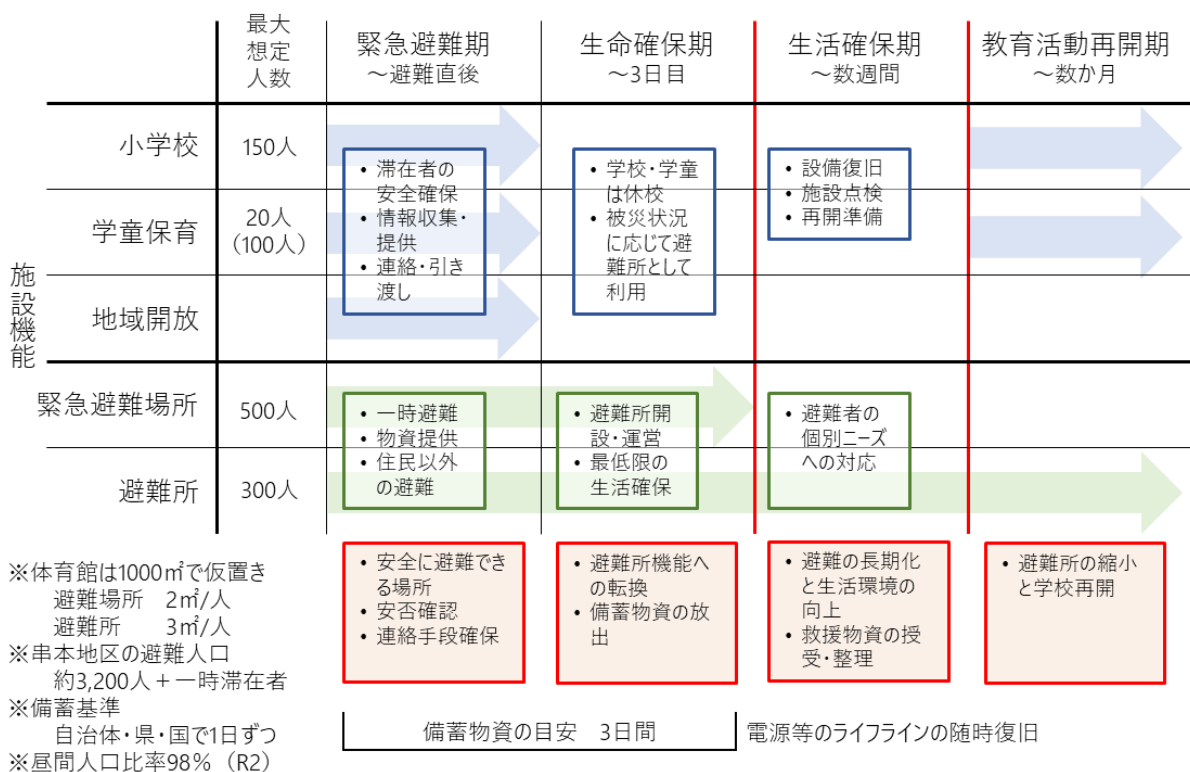 最大
想定
人数
緊急避難期
～避難直後
生命確保期
～3日目
生活確保期
～数週間
教育活動再開期
～数か月
施設機能
小学校
150人
学童保育
20人
(100人)
地域開放
• 滞在者の
安全確保
• 情報収集・
提供
• 連絡・引き
渡し
• 学校・学童
は休校
• 被災状況
に応じて避
難所として
利用
• 設備復旧
• 施設点検
• 再開準備
緊急避難場所
500人
避難所
300人
• 一時避難
• 物資提供
• 住民以外
の避難
• 避難所開
設・運営
• 最低限の
生活確保
• 避難者の
個別ニーズ
への対応
• 安全に避難でき
る場所
• 安否確認
• 連絡手段確保
• 避難所機能へ
の転換
• 備蓄物資の放
出
• 避難の長期化
と生活環境の
向上
• 救援物資の授
受・整理
• 避難所の縮小
と学校再開
※体育館は1000㎡で仮置き
避難場所 2㎡/人
避難所 3㎡/人
※串本地区の避難人口
約3,200人＋一時滞在者
※備蓄基準
自治体・県・国で1日ずつ
※昼間人口比率98%（R2）
備蓄物資の目安 3日間
電源等のライフラインの随時復旧